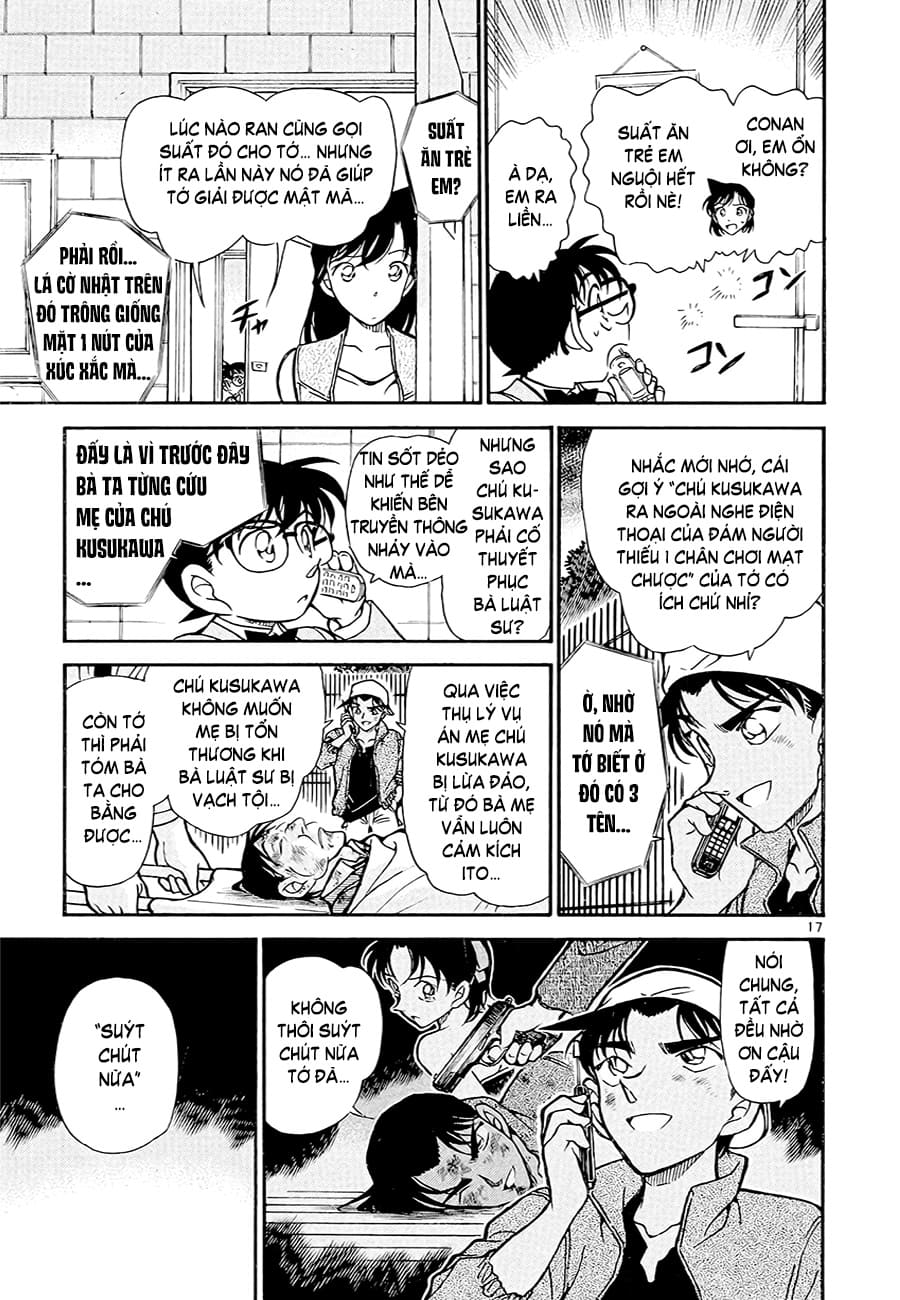 CONAN
ƠI, EM ỔN
KHÔNG?
SUẤT ĂN TRẺ
EM
NGUỘI HẾT
RỒI NÈ!
À DẠ,
EM RA
LIỀN...
コン
コン
SUẤT
ĂN TRẺ
EM?
LÚC NÀO RAN CŨNG GỌI
SUẤT ĐÓ CHO TỚ... NHƯNG
ÍT RA LẦN NÀY NÓ ĐÃ GIÚP
TỚ GIẢI ĐƯỢC MẬT MÃ...
チャ
PHẢI RỒI...
LÁ CỜ NHẬT TRÊN
ĐÓ TRÔNG GIỐNG
MẶT 1 NÚT CỦA
XÚC XẮC MÀ...
NHẮC MỚI NHỚ, CÁI
GỢI Ý "CHÚ KUSUKAWA
RA NGOÀI NGHE ĐIỆN
THOẠI CỦA ĐÁM NGƯỜI
THIẾU 1 CHÂN CHƠI MẠT
CHƯỢC" CỦA TỚ CÓ
ÍCH CHỨ NHỈ?
Ờ, NHỜ
NÓ MÀ
TỚ BIẾT Ở
ĐÓ CÓ 3
TÊN...
NHƯNG
SAO
CHÚ KU-
SUKAWA
PHẢI CỐ
THUYẾT
PHỤC
BÀ LUẬT
SƯ?
TIN SỐT DẺO
NHƯ THẾ DỂ
KHIẾN BÊN
TRUYỀN THÔNG
NHẢY VÀO
MÀ...
ĐẤY LÀ VÌ TRƯỚC ĐÂY
BÀ TA TỪNG CỨU
MẸ CỦA CHÚ
KUSUKAWA
...
QUA VIỆC
THỤ LÝ VỤ
ÁN MẸ CHÚ
KUSUKAWA
BỊ LỪA ĐẢO,
TỪ ĐÓ BÀ MẸ
VẪN LUÔN
CẢM KÍCH
ITO...
CHÚ KUSUKAWA
KHÔNG MUỐN
MẸ BỊ TỔN
THƯƠNG KHI
BÀ LUẬT SƯ BỊ
VẠCH TỘI...
CÒN TỚ
THÌ PHẢI
TÓM BÀ
TA CHO
BẰNG
ĐƯỢC...
17
NÓI
CHUNG,
TẤT CẢ
ĐỀU NHỜ
ƠN CẬU
ĐẤY!
KHÔNG
THÔI SUÝT
CHÚT NỮA
TỚ ĐÃ...
"SUÝT
CHÚT
NỮA"
...